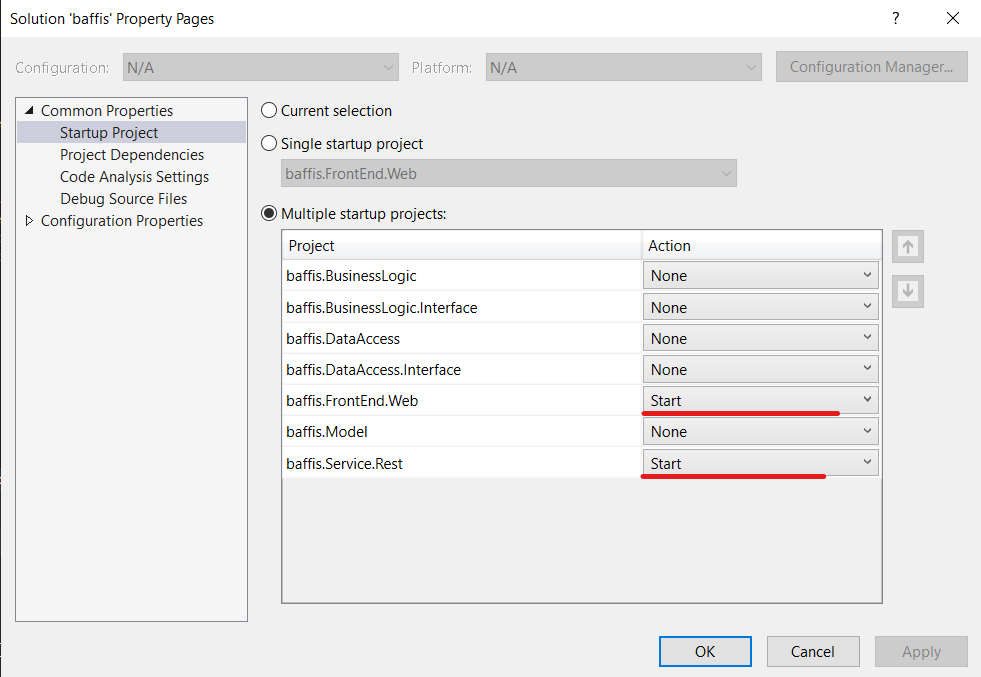 Solution 'baffis' Property Pages
?
Configuration: N/A Platform: N/A Configuration Manager...
Common Properties
Startup Project
Project Dependencies
Code Analysis Settings
Debug Source Files
Configuration Properties
Current selection
Single startup project
baffis.FrontEnd.Web
Multiple startup projects:
Project Action
baffis.BusinessLogic None
baffis.BusinessLogic.Interface None
baffis.DataAccess None
baffis.DataAccess.Interface None
baffis.FrontEnd.Web Start
baffis.Model None
baffis.Service.Rest Start
OK Cancel Apply